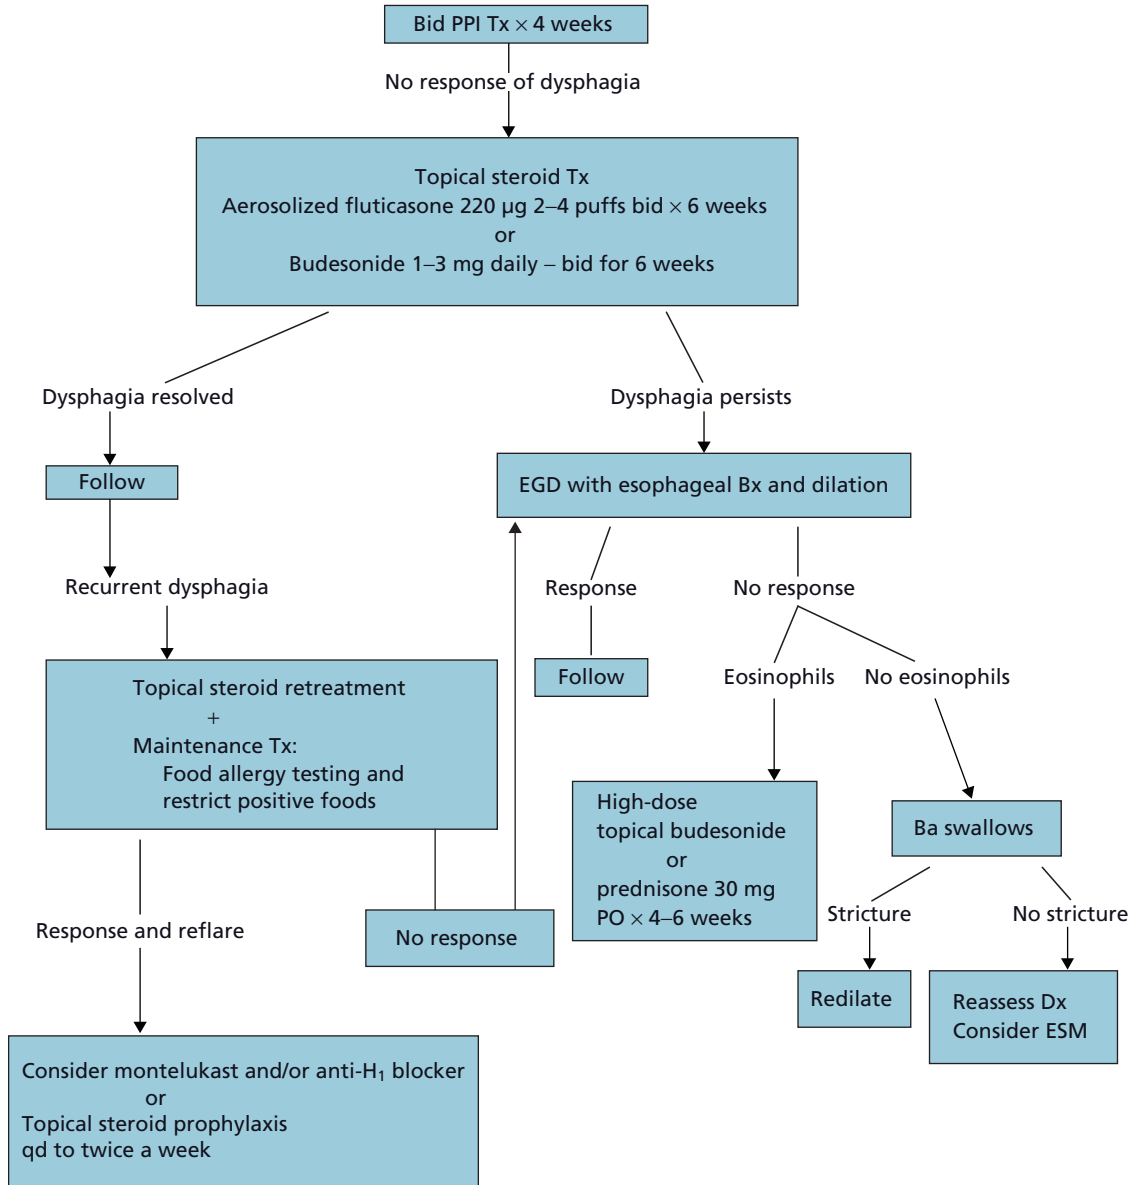 Bid PPI Tx × 4 weeks
No response of dysphagia
Topical steroid Tx
Aerosolized fluticasone 220 µg 2–4 puffs bid × 6 weeks
or
Budesonide 1–3 mg daily – bid for 6 weeks
Dysphagia resolved
Dysphagia persists
Follow
EGD with esophageal Bx and dilation
Recurrent dysphagia
Response
No response
Topical steroid retreatment
+
Maintenance Tx:
Food allergy testing and
restrict positive foods
Follow
Eosinophils
No eosinophils
High-dose
topical budesonide
or
prednisone 30 mg
PO × 4–6 weeks
Ba swallows
Response and reflare
No response
Stricture
No stricture
Redilate
Reassess Dx
Consider ESM
Consider montelukast and/or anti-H₁ blocker
or
Topical steroid prophylaxis
qd to twice a week